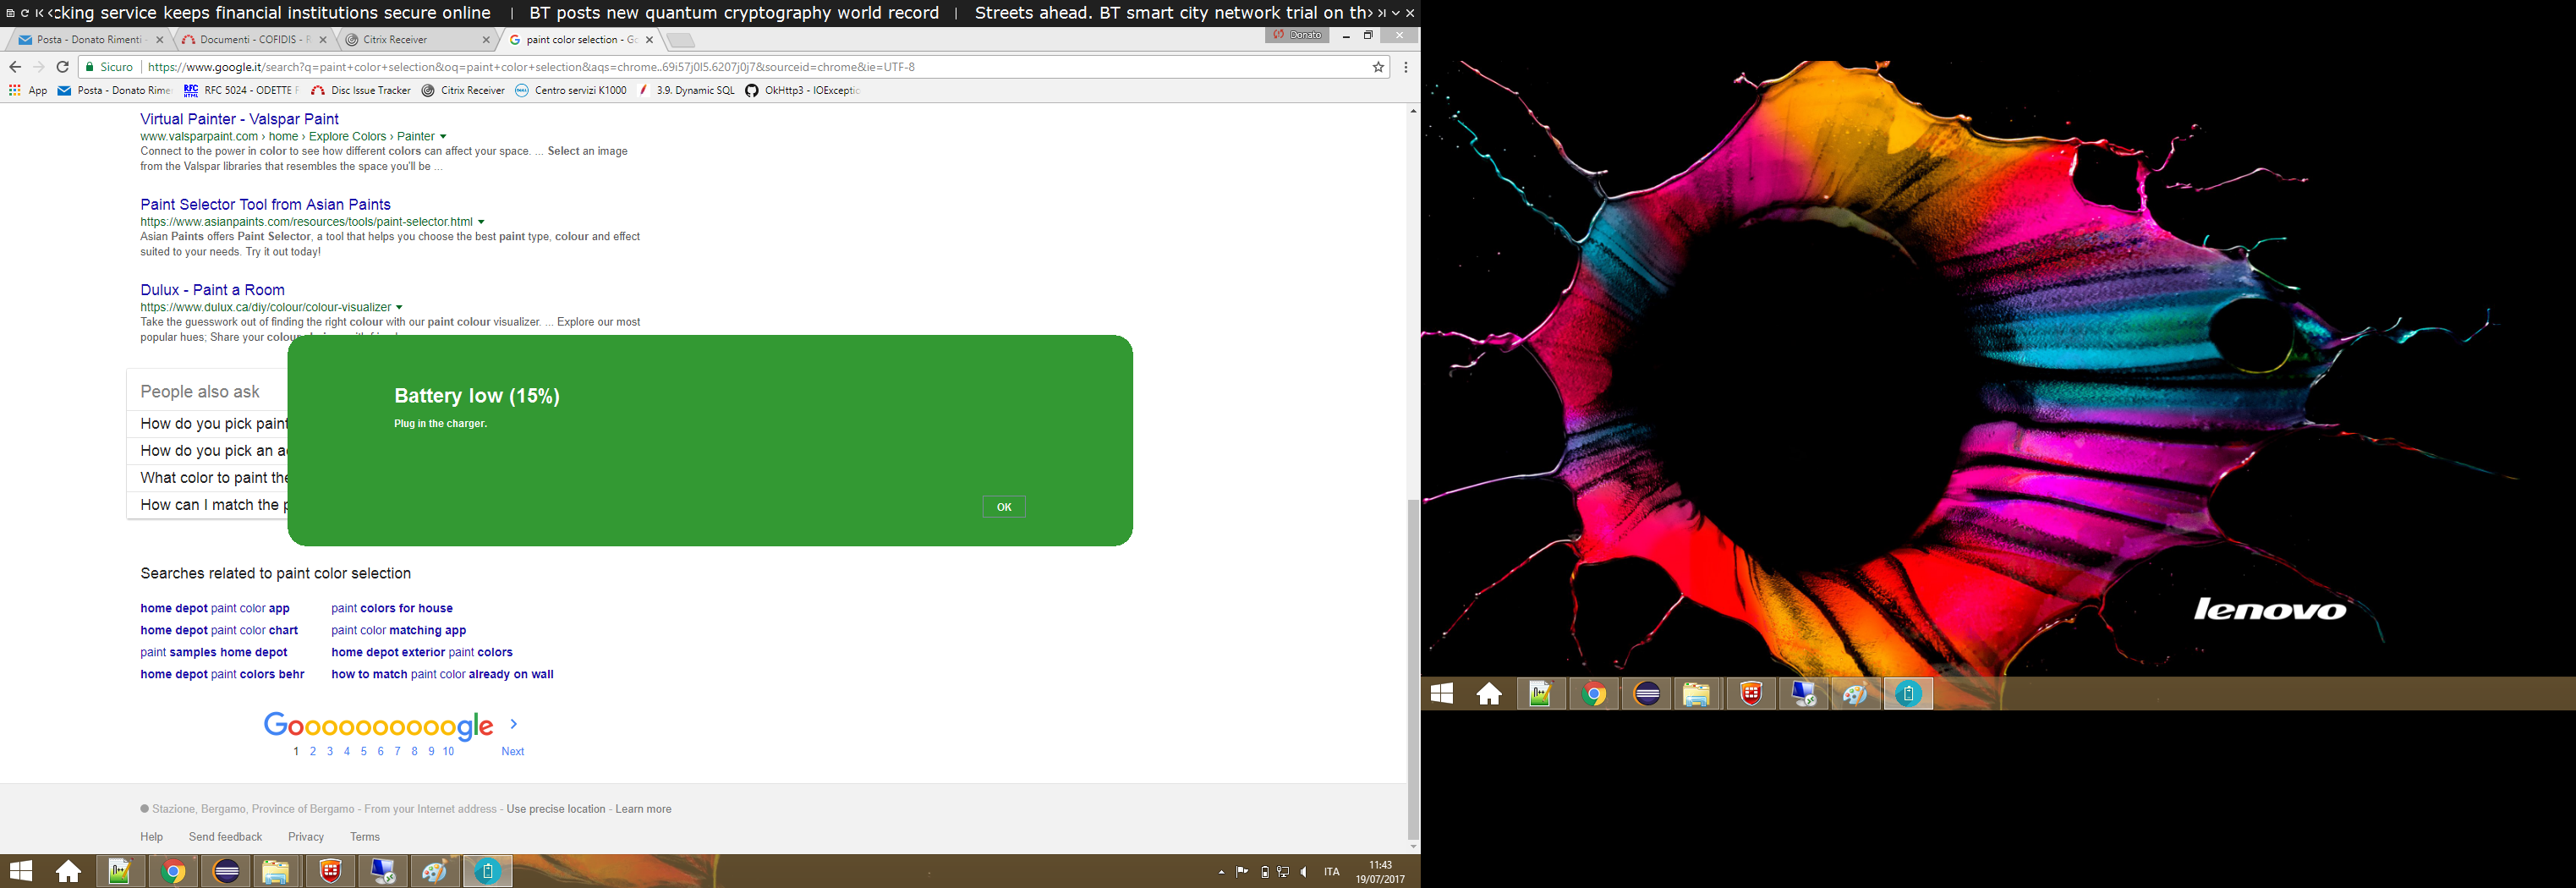 cking service keeps financial institutions secure online | BT posts new quantum cryptography world record | Streets ahead. BT smart city network trial on th
Posta - Donato Rimenti -
Documenti - COFIDIS - R
Citrix Receiver
paint color selection - Go
Donato
Sicuro
https://www.google.it/search?q=paint+color+selection&oq=paint+color+selection&aqs=chrome..69i57j0l5.6207j0j7&sourceid=chrome&ie=UTF-8
App
Posta - Donato Rime
RFC 5024 - ODETTE F
Disc Issue Tracker
Citrix Receiver
Centro servizi K1000
3.9. Dynamic SQL
OkHttp3 - IOExceptio
Virtual Painter - Valspar Paint
www.valsparpaint.com › home › Explore Colors › Painter
Connect to the power in color to see how different colors can affect your space. ... Select an image
from the Valspar libraries that resembles the space you'll be ...
Paint Selector Tool from Asian Paints
https://www.asianpaints.com/resources/tools/paint-selector.html
Asian Paints offers Paint Selector, a tool that helps you choose the best paint type, colour and effect
suited to your needs. Try it out today!
Dulux - Paint a Room
https://www.dulux.ca/diy/colour/colour-visualizer
Take the guesswork out of finding the right colour with our paint colour visualizer. ... Explore our most
popular hues; Share your colour
People also ask
How do you pick paint
How do you pick an a
What color to paint the
How can I match the p
Battery low (15%)
Plug in the charger.
OK
Searches related to paint color selection
home depot paint color app
paint colors for house
home depot paint color chart
paint color matching app
paint samples home depot
home depot exterior paint colors
home depot paint colors behr
how to match paint color already on wall
Goooooooooogle
1 2 3 4 5 6 7 8 9 10 Next
Stazione, Bergamo, Province of Bergamo - From your Internet address - Use precise location - Learn more
Help Send feedback Privacy Terms
ITA
11:43
19/07/2017
lenovo